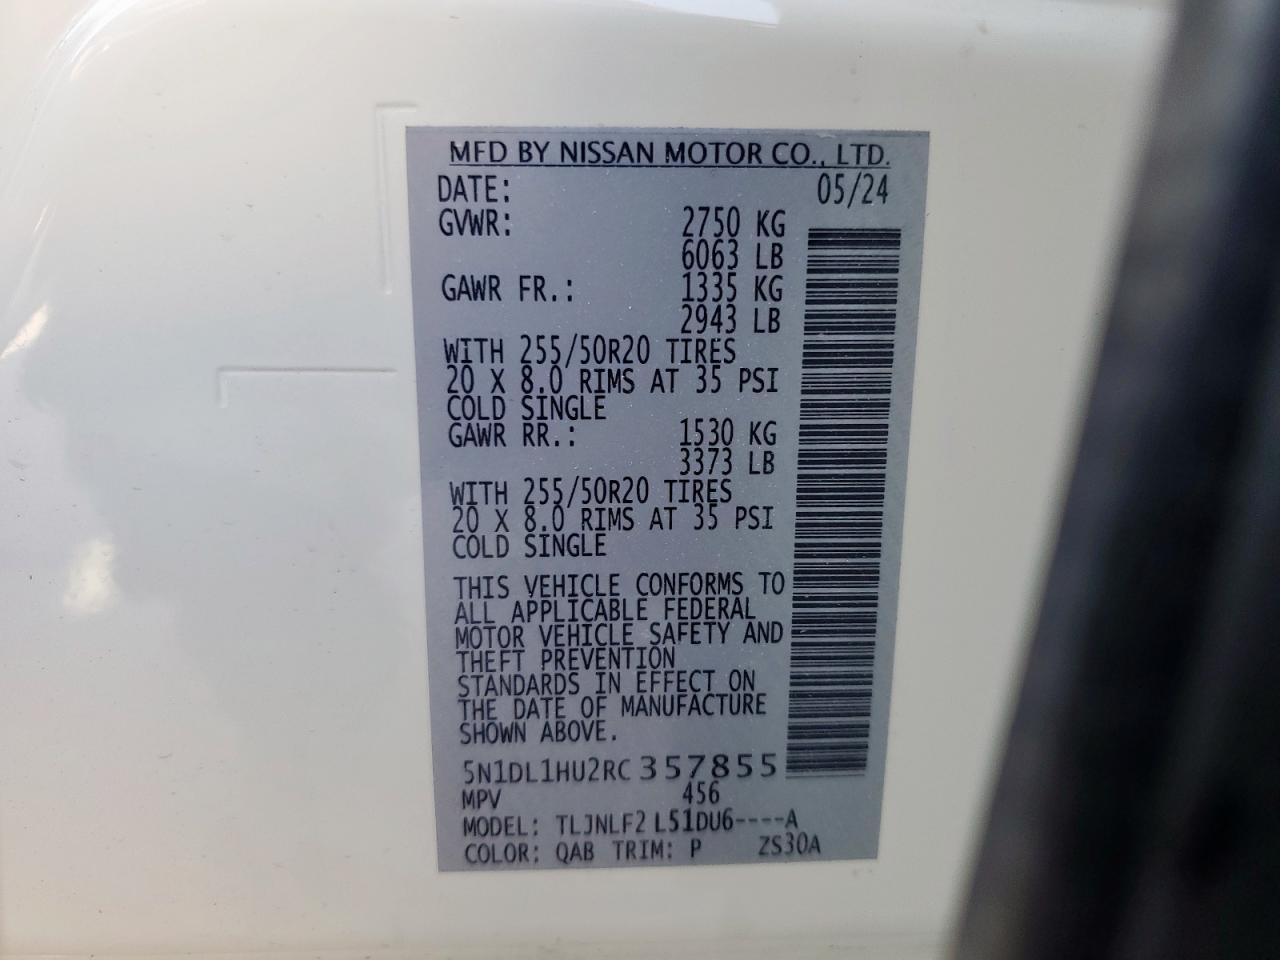 MFD BY NISSAN MOTOR CO., LTD.
DATE: 05/24
GVWR: 2750 KG
6063 LB
GAWR FR.: 1335 KG
2943 LB
WITH 255/50R20 TIRES
20 X 8.0 RIMS AT 35 PSI
COLD SINGLE
GAWR RR.: 1530 KG
3373 LB
WITH 255/50R20 TIRES
20 X 8.0 RIMS AT 35 PSI
COLD SINGLE
THIS VEHICLE CONFORMS TO
ALL APPLICABLE FEDERAL
MOTOR VEHICLE SAFETY AND
THEFT PREVENTION
STANDARDS IN EFFECT ON
THE DATE OF MANUFACTURE
SHOWN ABOVE.
5N1DL1HU2RC357855
MPV 456
MODEL: TLJNLF2 L51DU6----A
COLOR: QAB TRIM: P ZS30A